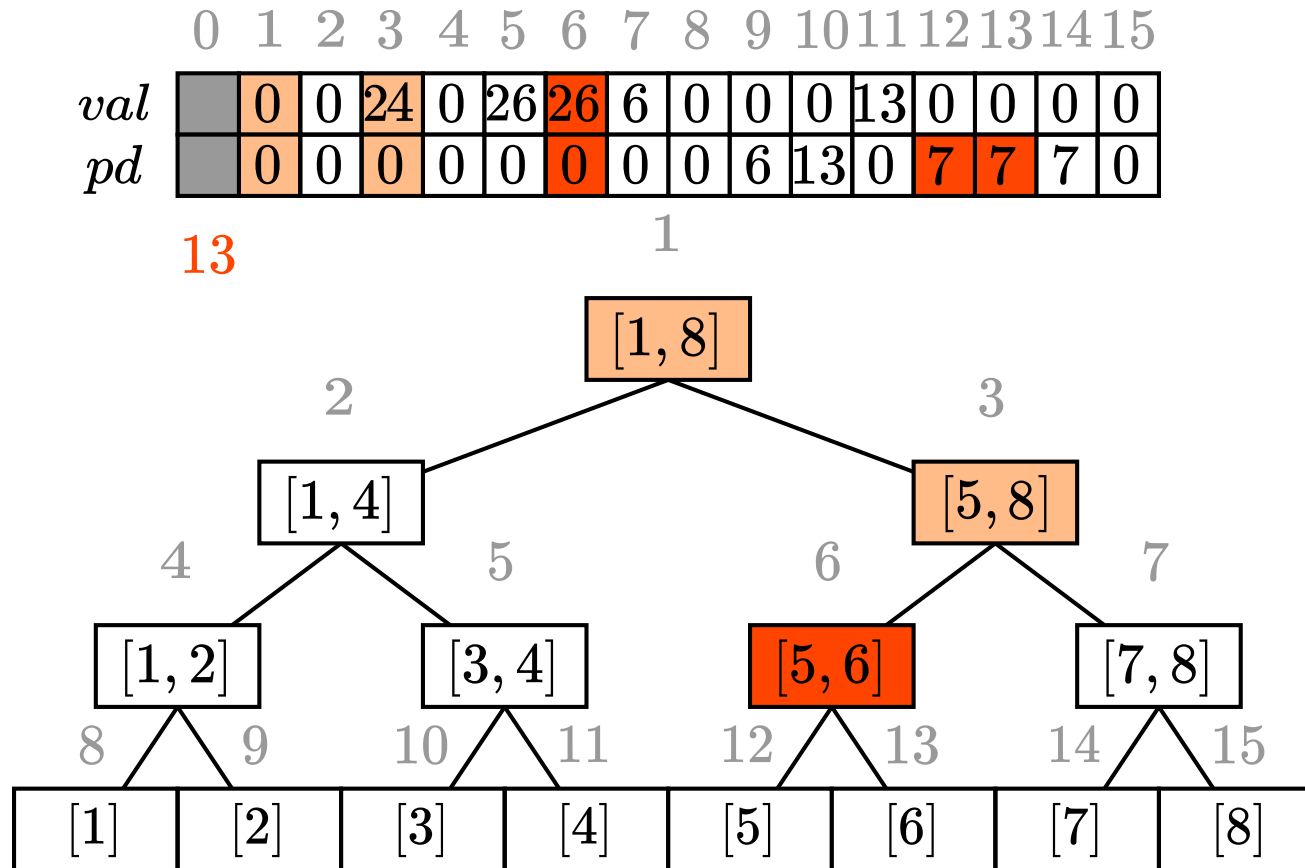 0 1 2 3 4 5 6 7 8 9 10 11 12 13 14 15
val 0 0 24 0 26 26 6 0 0 0 13 0 0 0 0
pd 0 0 0 0 0 0 0 0 6 13 0 7 7 7 0
1
13
[1, 8]
2 3
[1, 4] [5, 8]
4 5 6 7
[1, 2] [3, 4] [5, 6] [7, 8]
8 9 10 11 12 13 14 15
[1] [2] [3] [4] [5] [6] [7] [8]